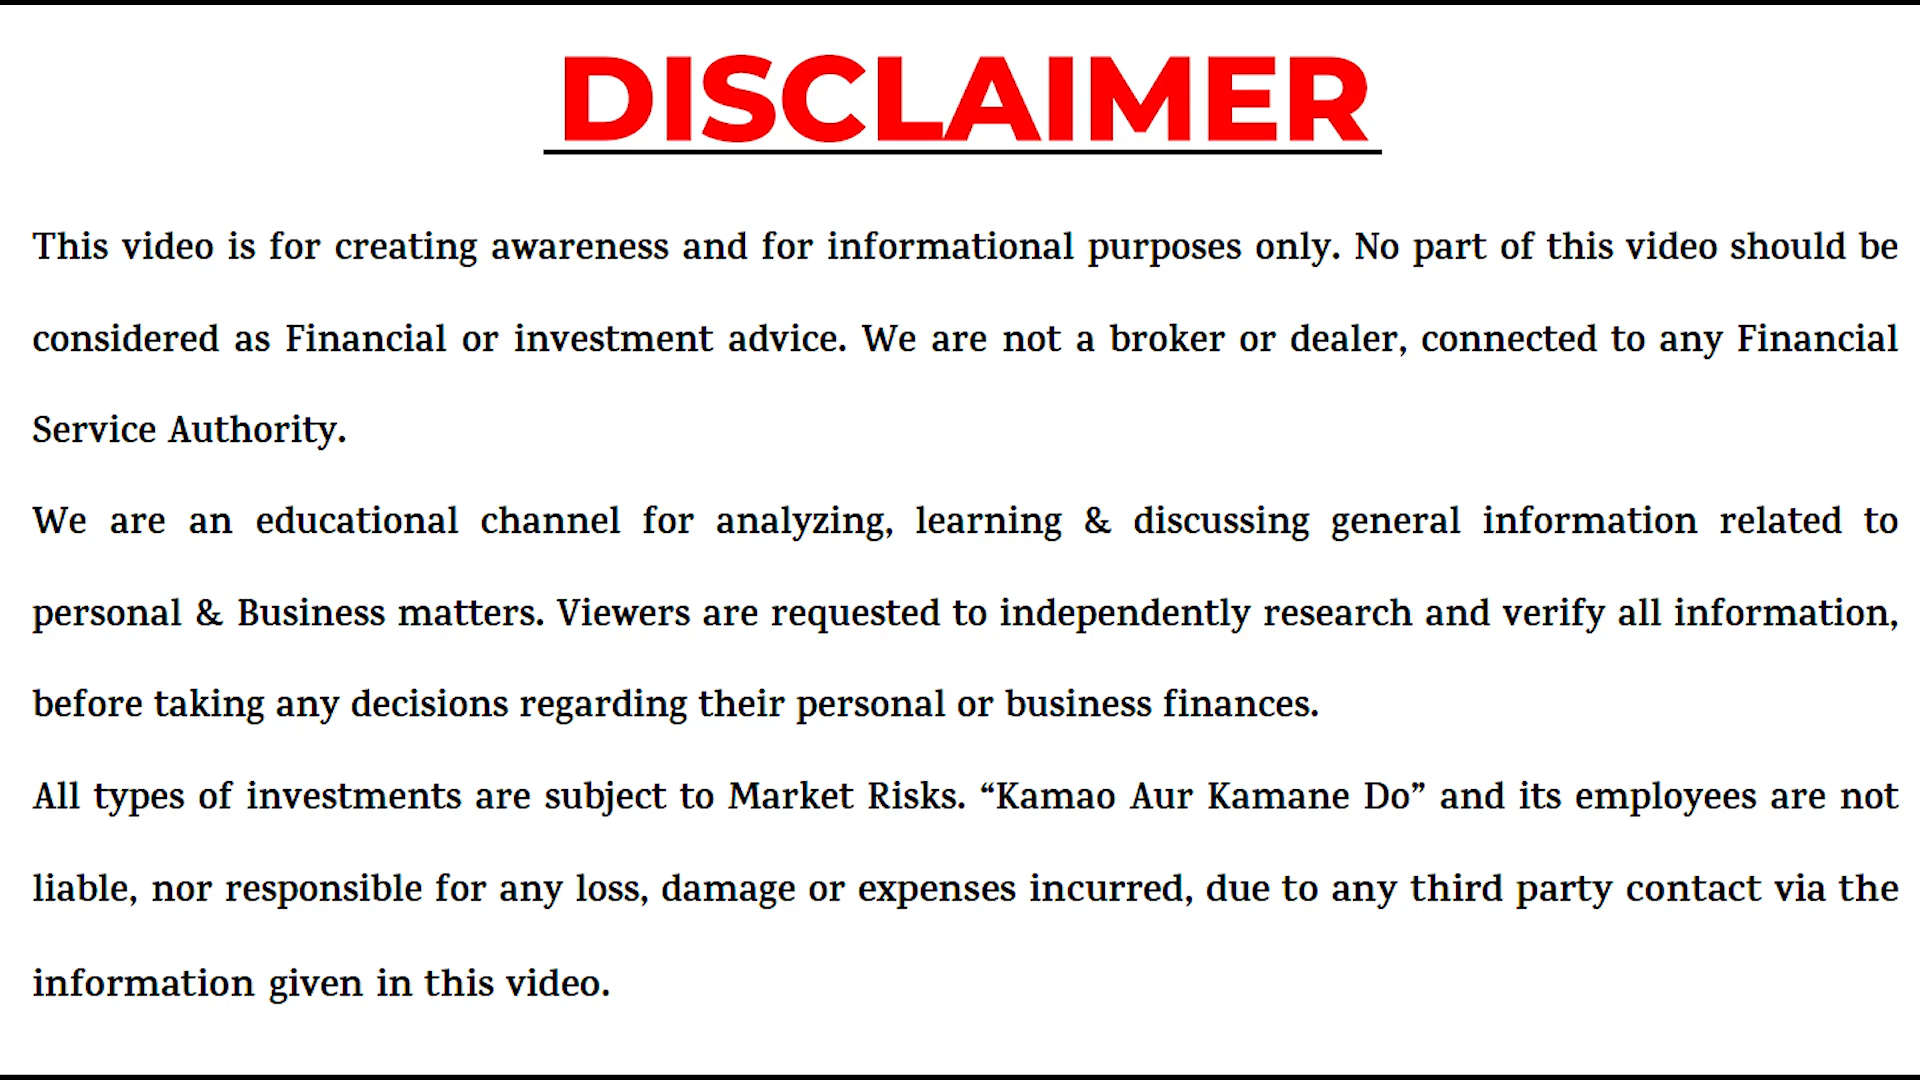 DISCLAIMER
This video is for creating awareness and for informational purposes only. No part of this video should be
considered as Financial or investment advice. We are not a broker or dealer, connected to any Financial
Service Authority.
We are an educational channel for analyzing, learning & discussing general information related to
personal & Business matters. Viewers are requested to independently research and verify all information,
before taking any decisions regarding their personal or business finances.
All types of investments are subject to Market Risks. “Kamao Aur Kamane Do” and its employees are not
liable, nor responsible for any loss, damage or expenses incurred, due to any third party contact via the
information given in this video.